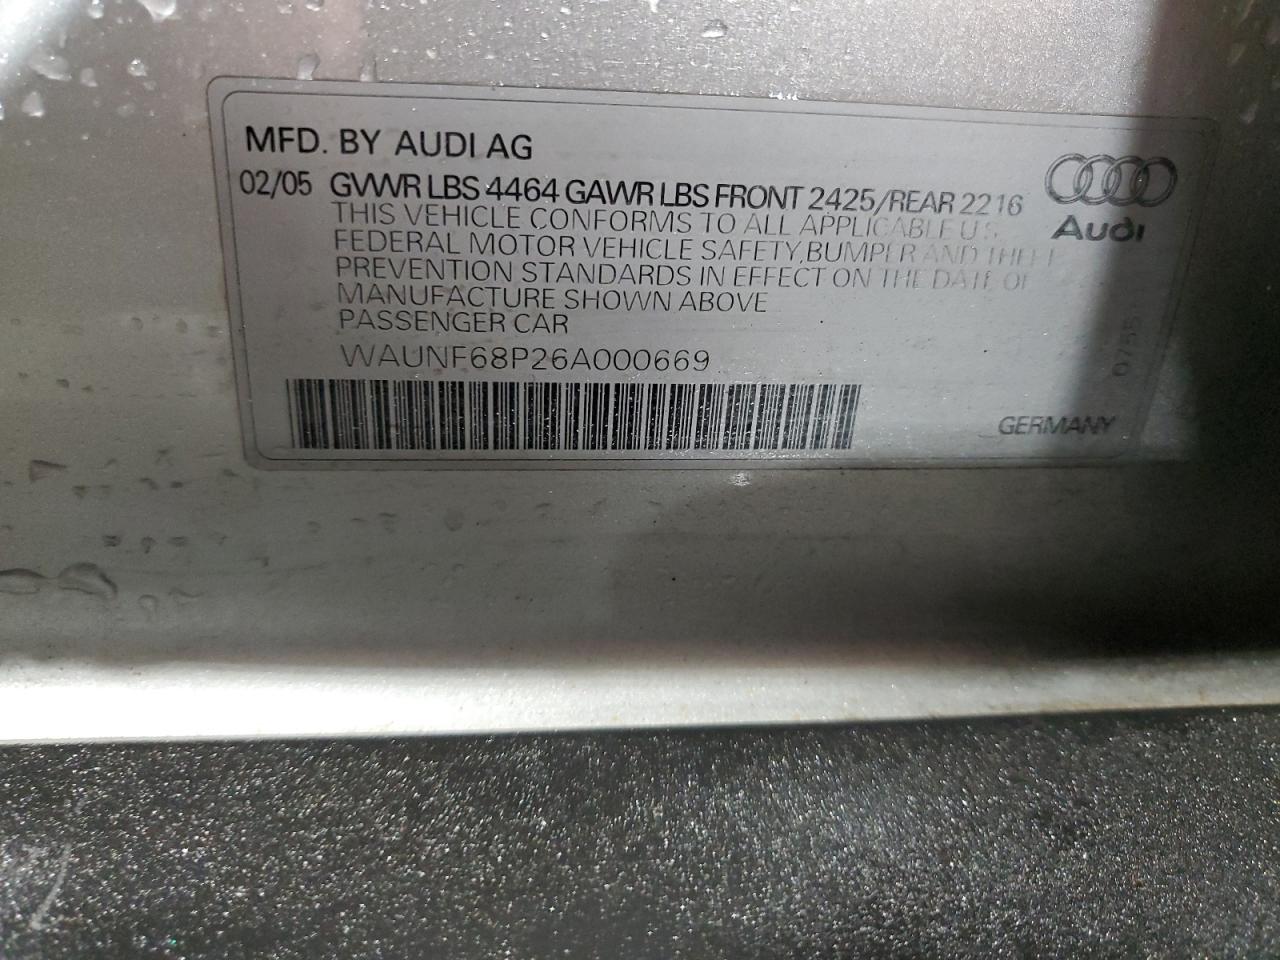 MFD. BY AUDI AG
02/05 GVWR LBS 4464 GAWR LBS FRONT 2425/REAR 2216
THIS VEHICLE CONFORMS TO ALL APPLICABLE U.S.
FEDERAL MOTOR VEHICLE SAFETY, BUMPER AND THEFT
PREVENTION STANDARDS IN EFFECT ON THE DATE OF
MANUFACTURE SHOWN ABOVE
PASSENGER CAR
WAUNF68P26A000669
Audi
0755
GERMANY